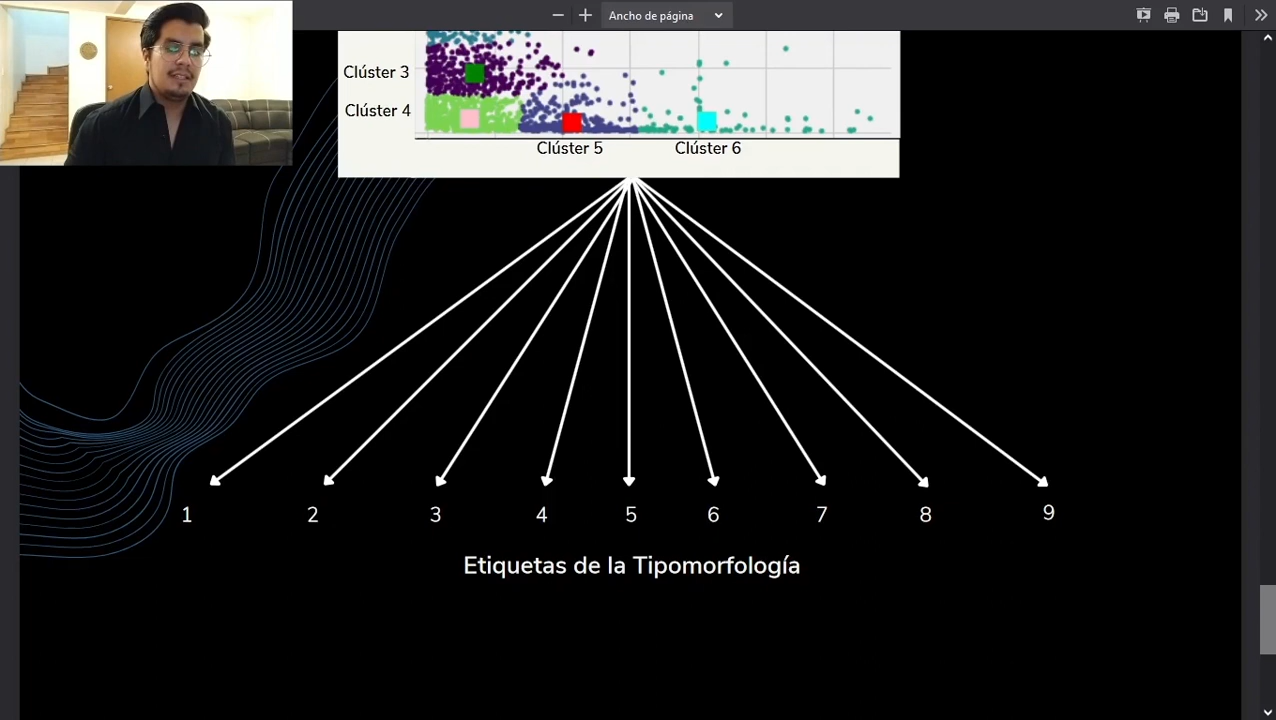 Ancho de página
Clúster 3
Clúster 4
Clúster 5 Clúster 6
1 2 3 4 5 6 7 8 9
Etiquetas de la Tipomorfología